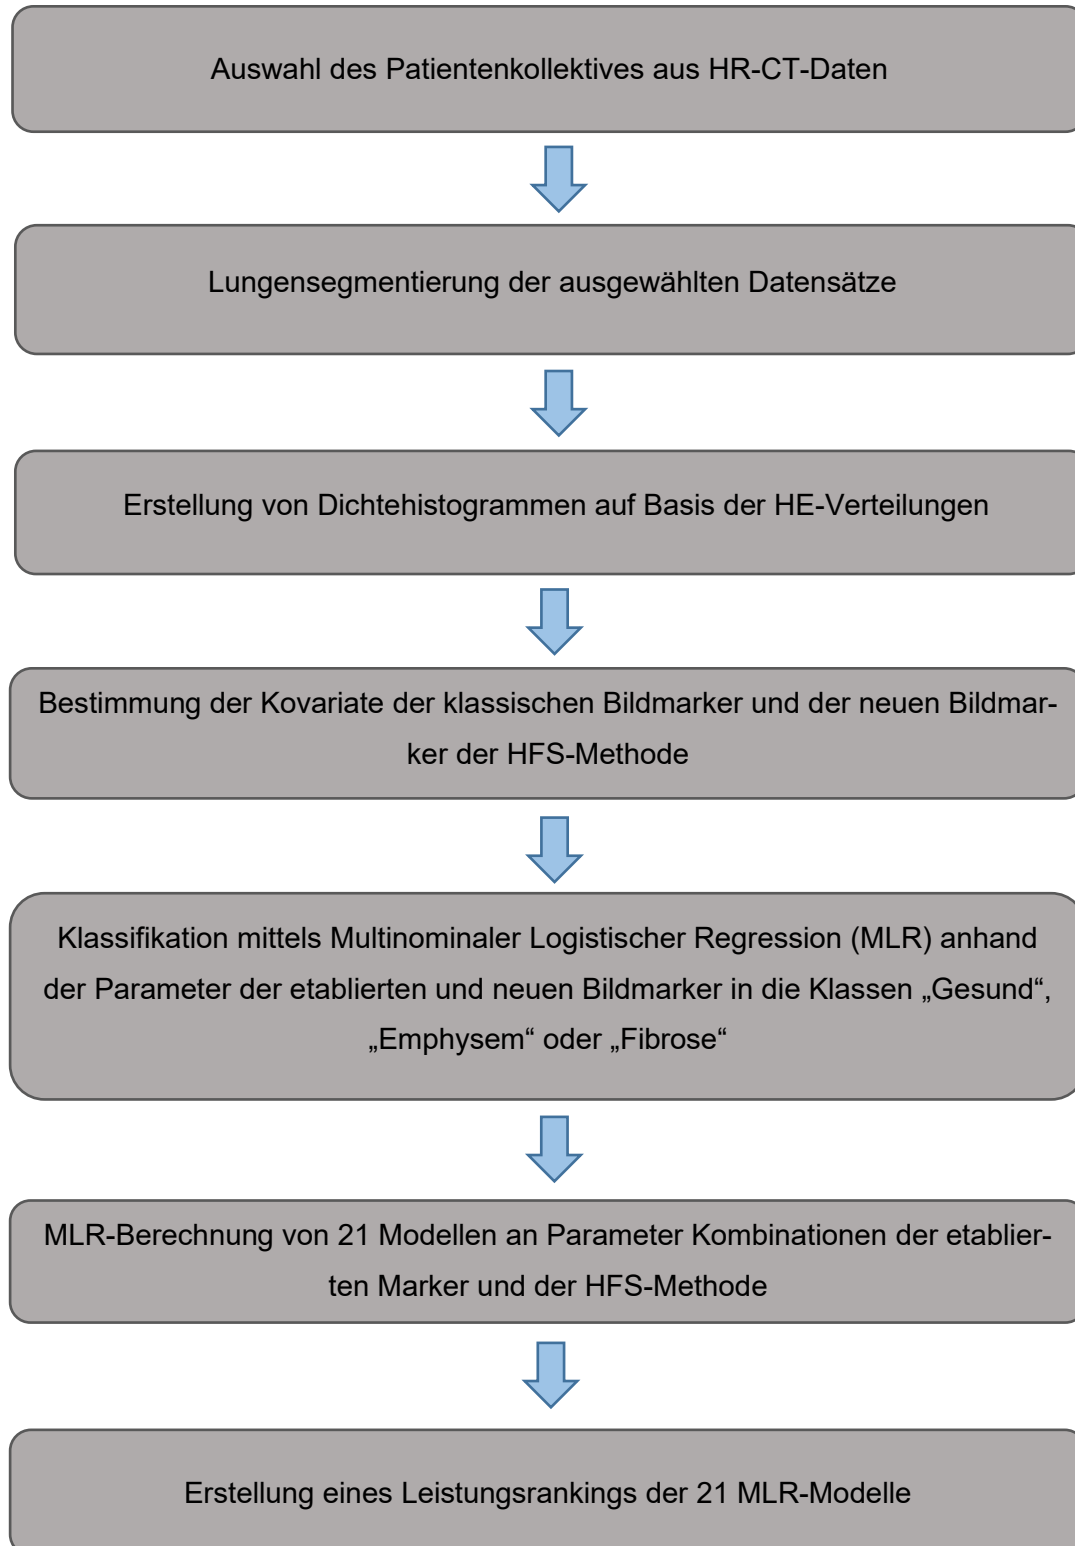 Auswahl des Patientenkollektives aus HR-CT-Daten
Lungensegmentierung der ausgewählten Datensätze
Erstellung von Dichtehistogrammen auf Basis der HE-Verteilungen
Bestimmung der Kovariate der klassischen Bildmarker und der neuen Bildmar-
ker der HFS-Methode
Klassifikation mittels Multinominaler Logistischer Regression (MLR) anhand
der Parameter der etablierten und neuen Bildmarker in die Klassen „Gesund“,
„Emphysem“ oder „Fibrose“
MLR-Berechnung von 21 Modellen an Parameter Kombinationen der etablier-
ten Marker und der HFS-Methode
Erstellung eines Leistungsrankings der 21 MLR-Modelle